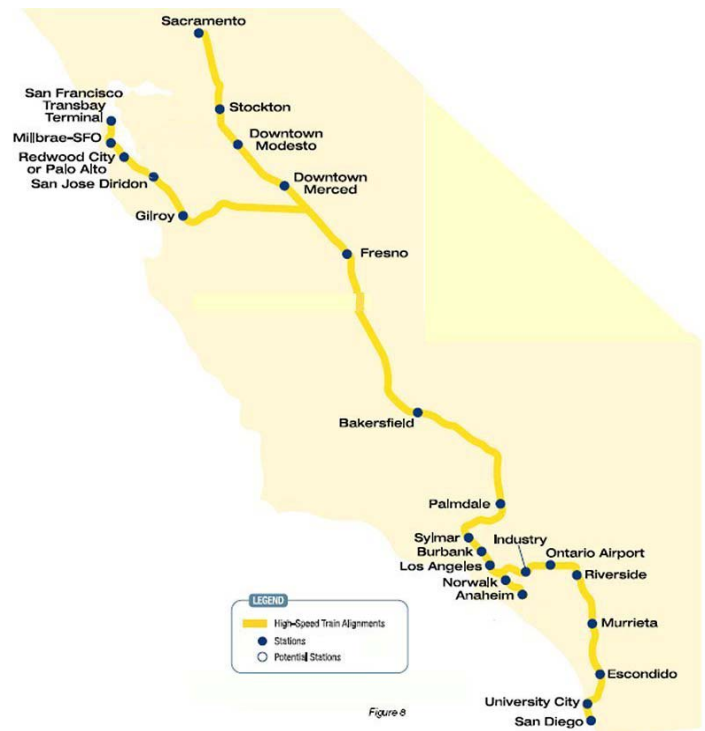 Sacramento
San Francisco
Transbay
Terminal
Stockton
Millbrae-SFO
Downtown
Modesto
Redwood City
or Palo Alto
San Jose Diridon
Downtown
Merced
Gilroy
Fresno
Bakersfield
Palmdale
Sylmar
Industry
Burbank
Ontario Airport
Los Angeles
Riverside
Norwalk
Anaheim
LEGEND
High-Speed Train Alignments
Stations
Potential Stations
Murrieta
Escondido
University City
San Diego
Figure 8